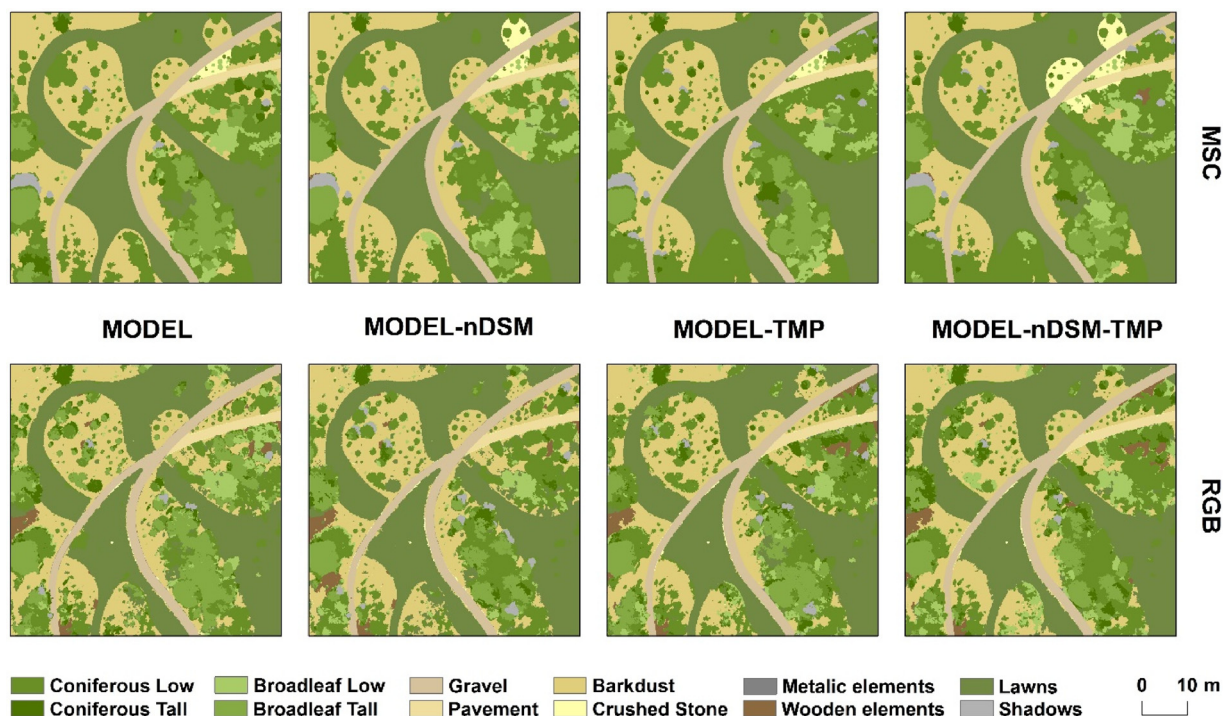 MSC
MODEL MODEL-nDSM MODEL-TMP MODEL-nDSM-TMP
RGB
Coniferous Low Broadleaf Low Gravel Barkdust Metalic elements Lawns 0 10 m
Coniferous Tall Broadleaf Tall Pavement Crushed Stone Wooden elements Shadows